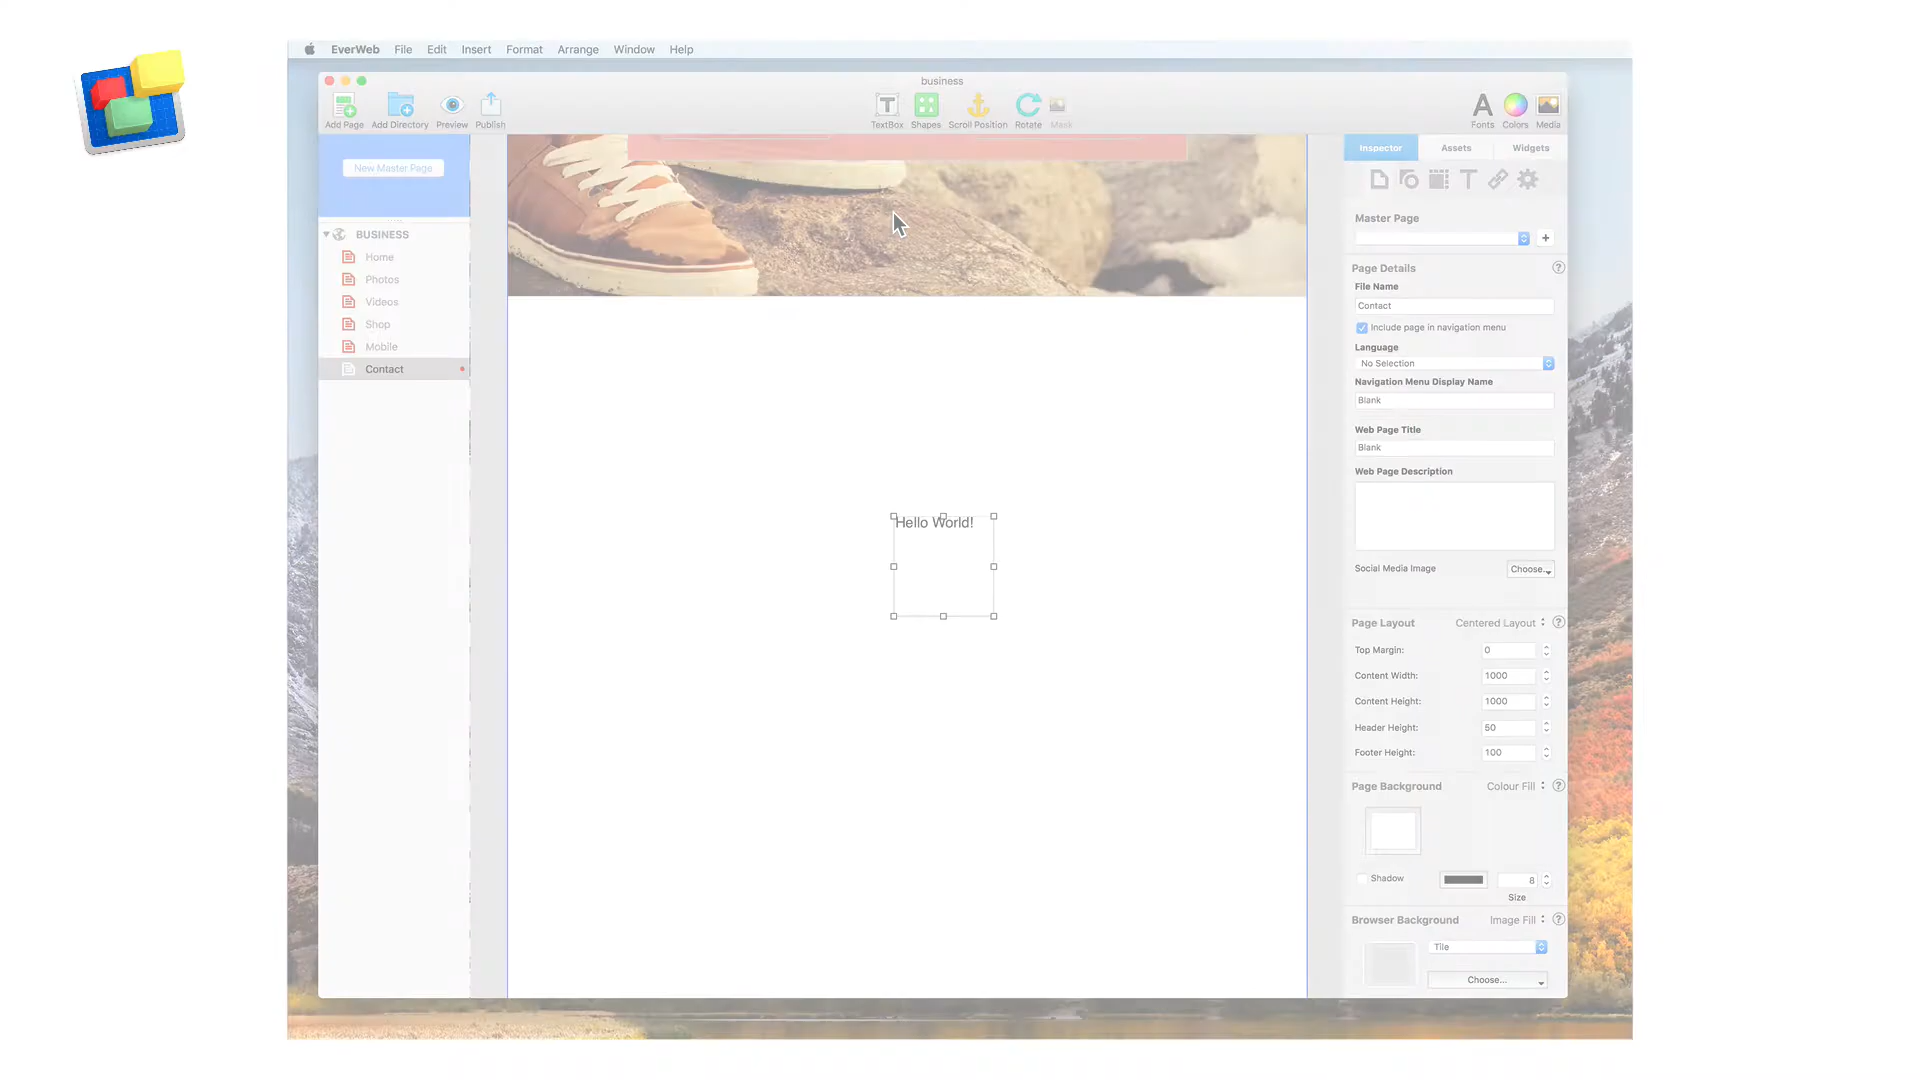 EverWeb File Edit Insert Format Arrange Window Help
business
Add Page Add Directory Preview Publish
TextBox Shapes Scroll Position Rotate Mask
Fonts Colors Media
New Master Page
BUSINESS
Home
Photos
Videos
Shop
Mobile
Contact
Hello World!
Inspector Assets Widgets
Master Page
Page Details
File Name
Contact
Include page in navigation menu
Language
No Selection
Navigation Menu Display Name
Blank
Web Page Title
Blank
Web Page Description
Social Media Image Choose...
Page Layout Centered Layout
Top Margin: 0
Content Width: 1000
Content Height: 1000
Header Height: 50
Footer Height: 100
Page Background Colour Fill
Shadow 8
Size
Browser Background Image Fill
Tile
Choose...